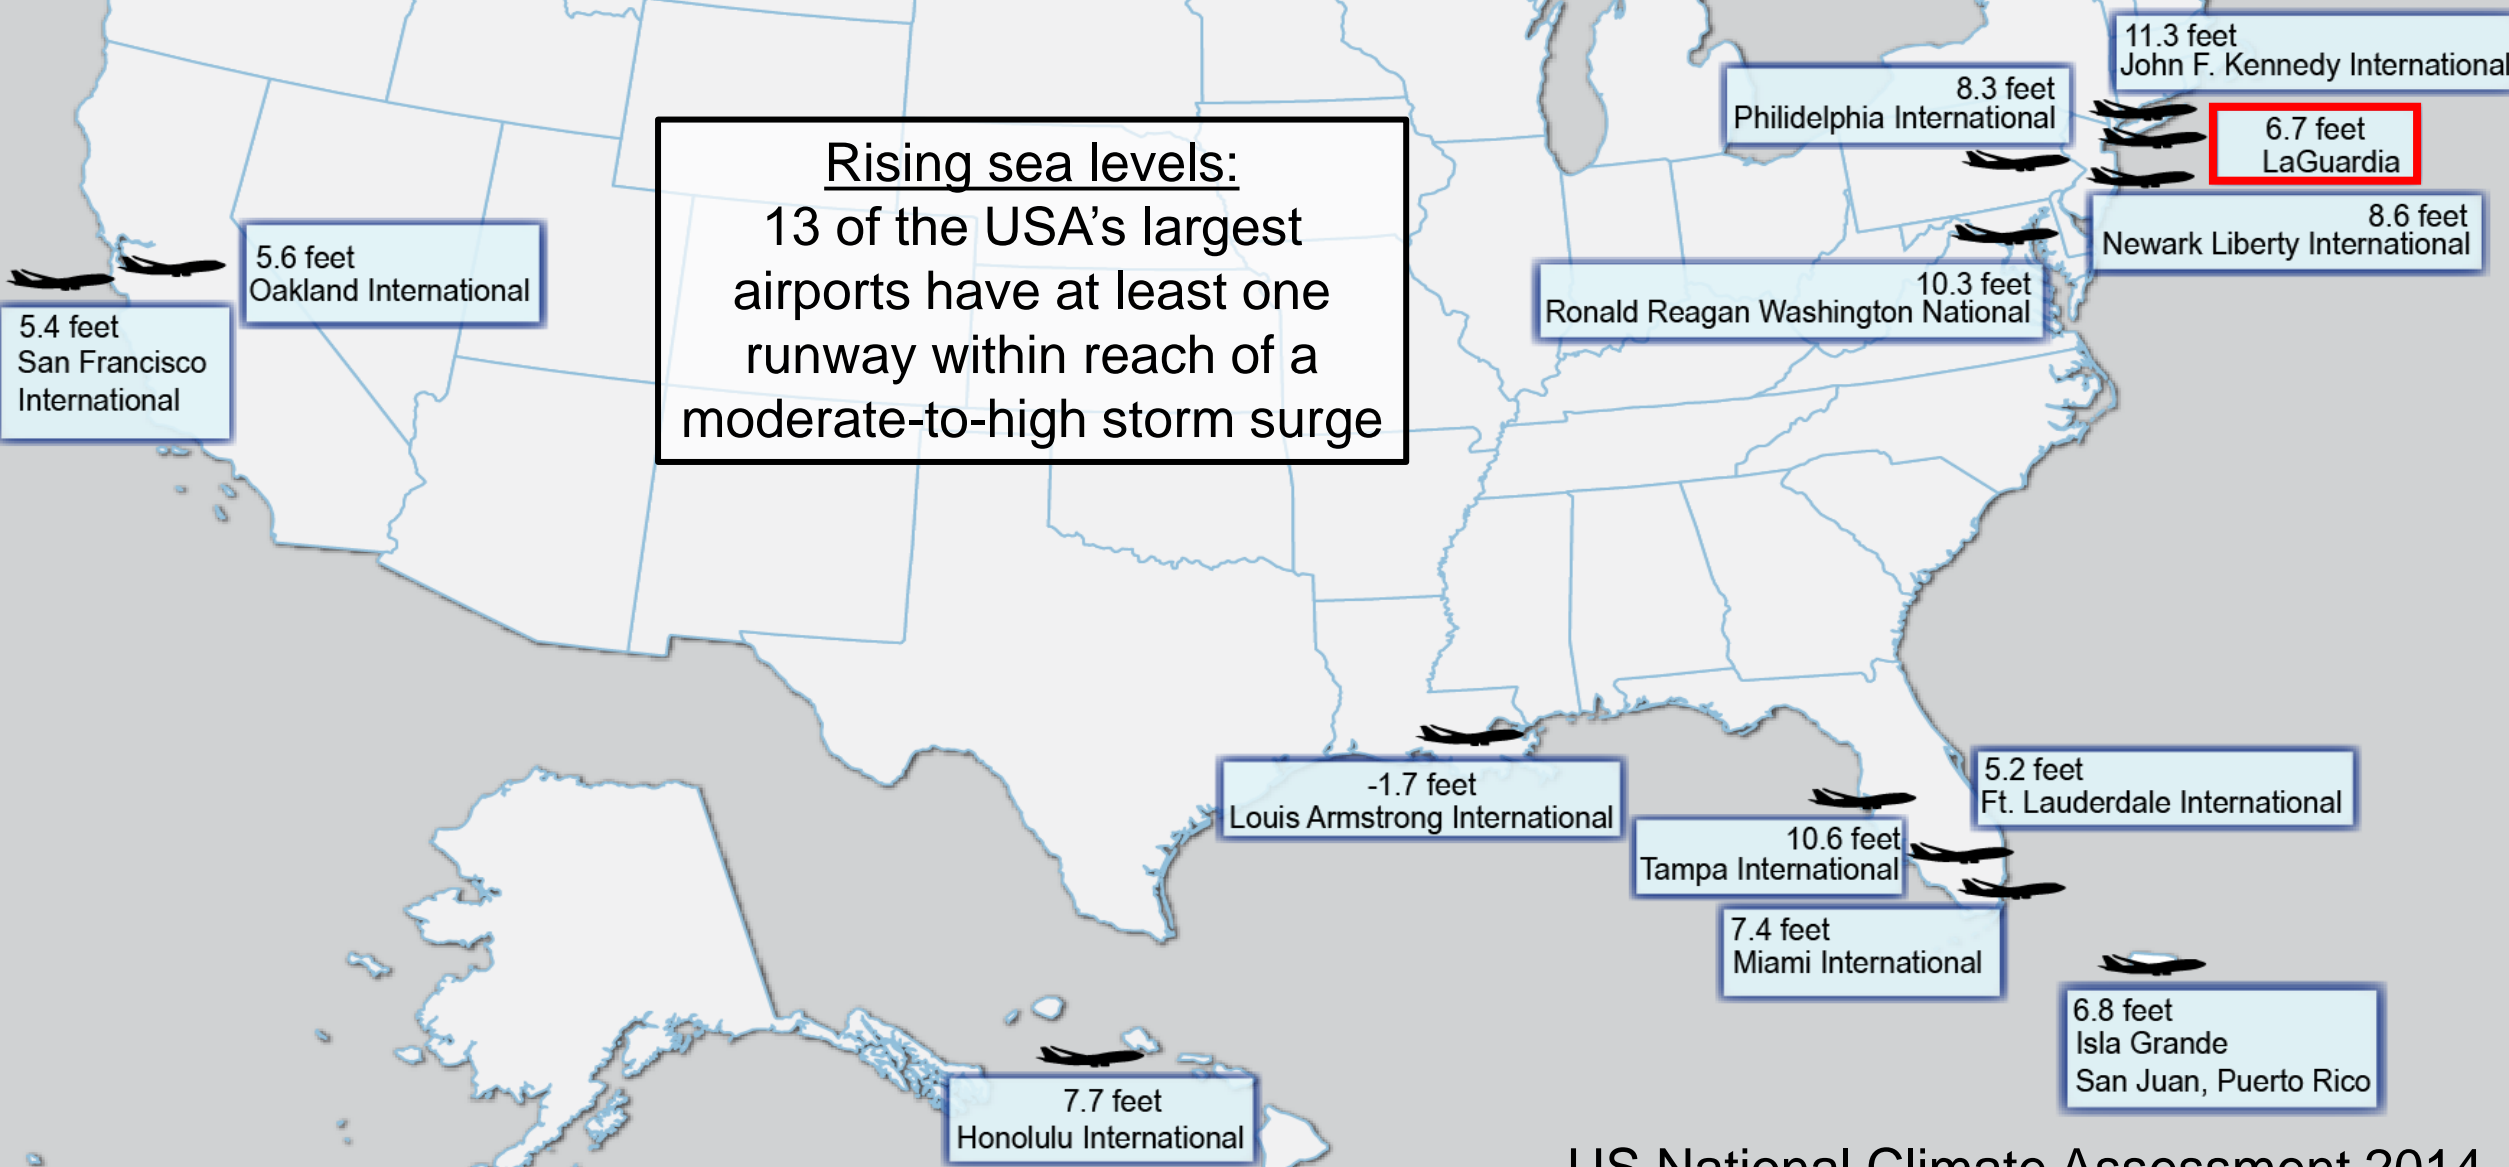 11.3 feet
John F. Kennedy International
8.3 feet
Philidelphia International
6.7 feet
LaGuardia
Rising sea levels:
13 of the USA’s largest
airports have at least one
runway within reach of a
moderate-to-high storm surge
8.6 feet
Newark Liberty International
5.6 feet
Oakland International
10.3 feet
Ronald Reagan Washington National
5.4 feet
San Francisco
International
-1.7 feet
Louis Armstrong International
5.2 feet
Ft. Lauderdale International
10.6 feet
Tampa International
7.4 feet
Miami International
6.8 feet
Isla Grande
San Juan, Puerto Rico
7.7 feet
Honolulu International
US National Climate Assessment 2014